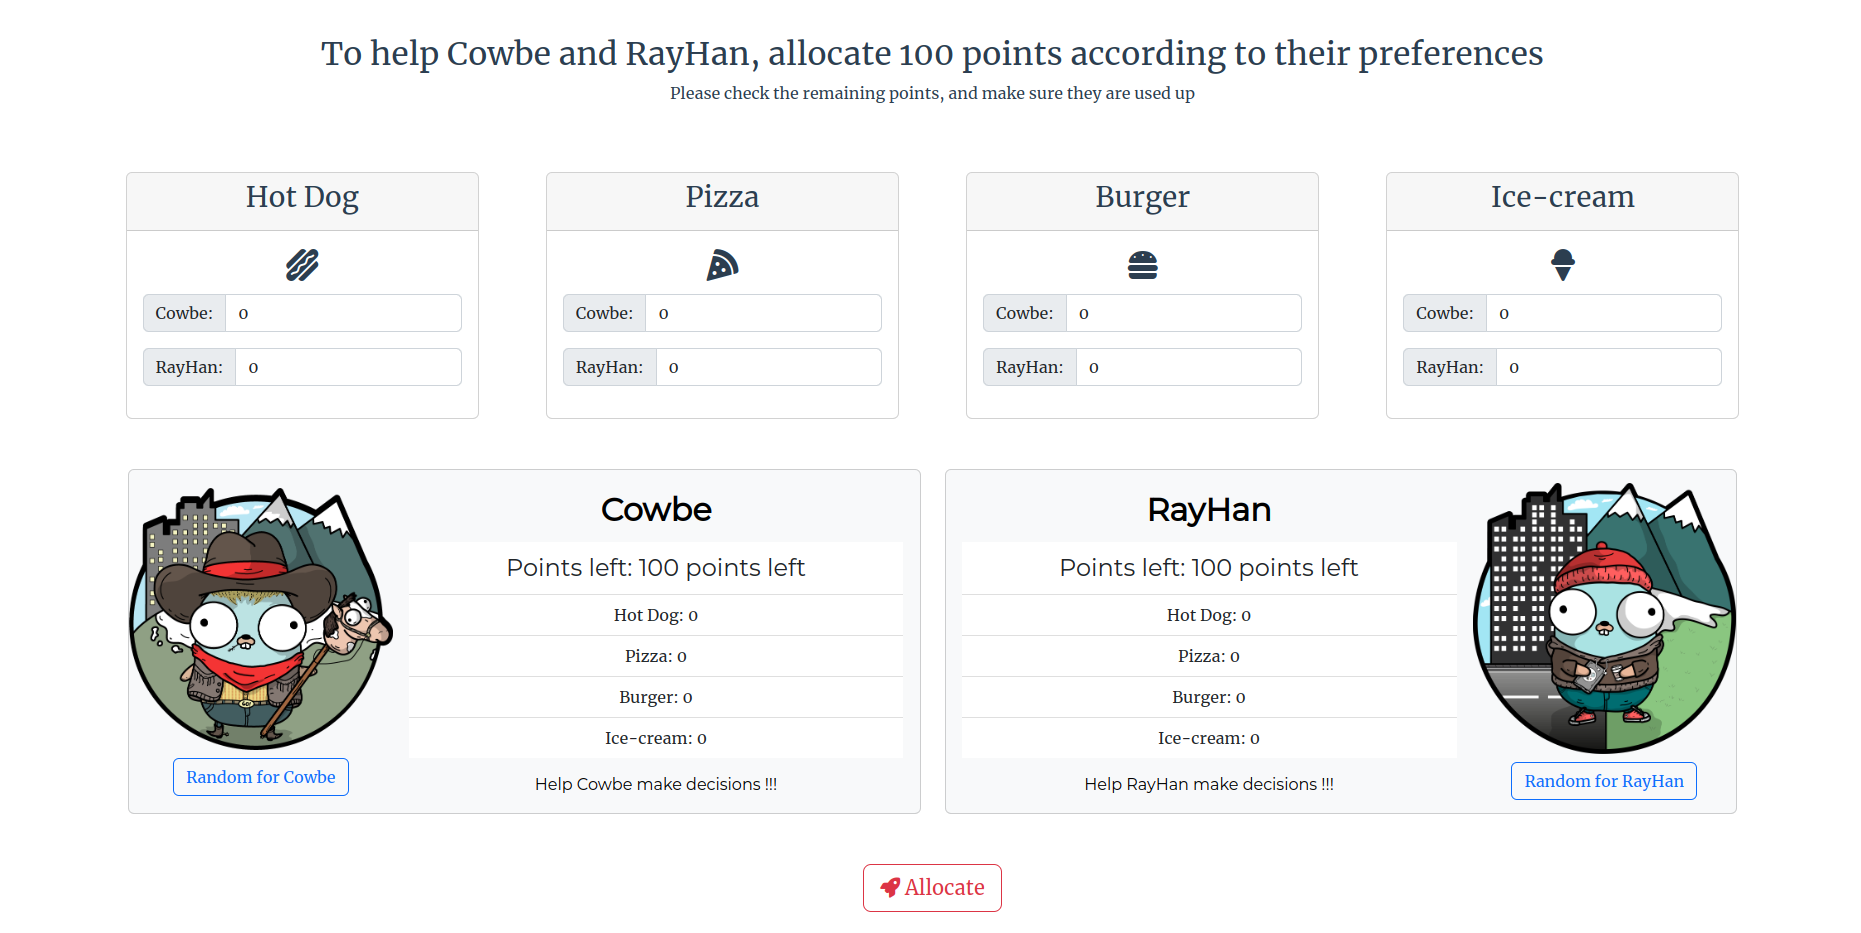 To help Cowbe and RayHan, allocate 100 points according to their preferences
Please check the remaining points, and make sure they are used up
Hot Dog
Cowbe: 0
RayHan: 0
Pizza
Cowbe: 0
RayHan: 0
Burger
Cowbe: 0
RayHan: 0
Ice-cream
Cowbe: 0
RayHan: 0
Cowbe
Points left: 100 points left
Hot Dog: 0
Pizza: 0
Burger: 0
Ice-cream: 0
Help Cowbe make decisions !!!
GO!
Random for Cowbe
RayHan
Points left: 100 points left
Hot Dog: 0
Pizza: 0
Burger: 0
Ice-cream: 0
Help RayHan make decisions !!!
Random for RayHan
Allocate